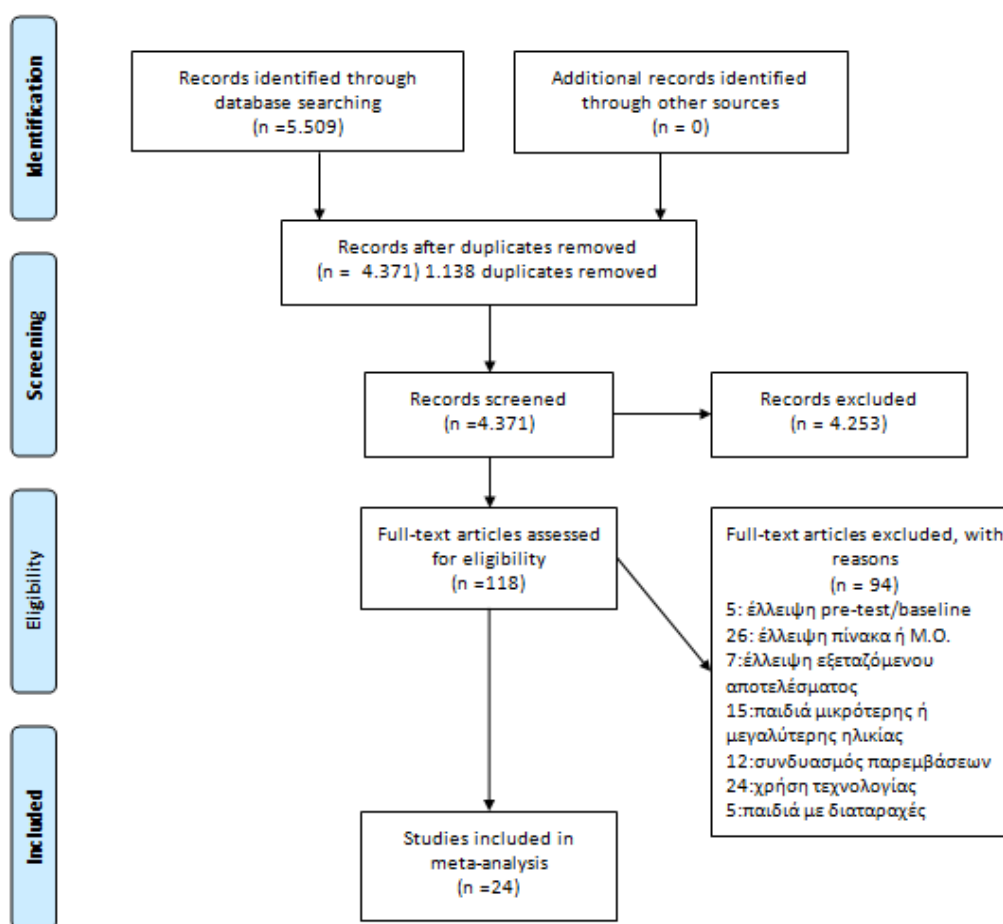 Identification
Records identified through
database searching
(n =5.509)
Additional records identified
through other sources
(n = 0)
Records after duplicates removed
(n =  4.371) 1.138 duplicates removed
Screening
Records screened
(n =4.371)
Records excluded
(n = 4.253)
Eligibility
Full-text articles assessed
for eligibility
(n =118)
Full-text articles excluded, with
reasons
(n = 94)
5: έλλειψη pre-test/baseline
26: έλλειψη πίνακα ή Μ.Ο.
7:έλλειψη εξεταζόμενου
αποτελέσματος
15:παιδιά μικρότερης ή
μεγαλύτερης ηλικίας
12:συνδυασμός παρεμβάσεων
24:χρήση τεχνολογίας
5:παιδιά με διαταραχές
Included
Studies included in
meta-analysis
(n =24)